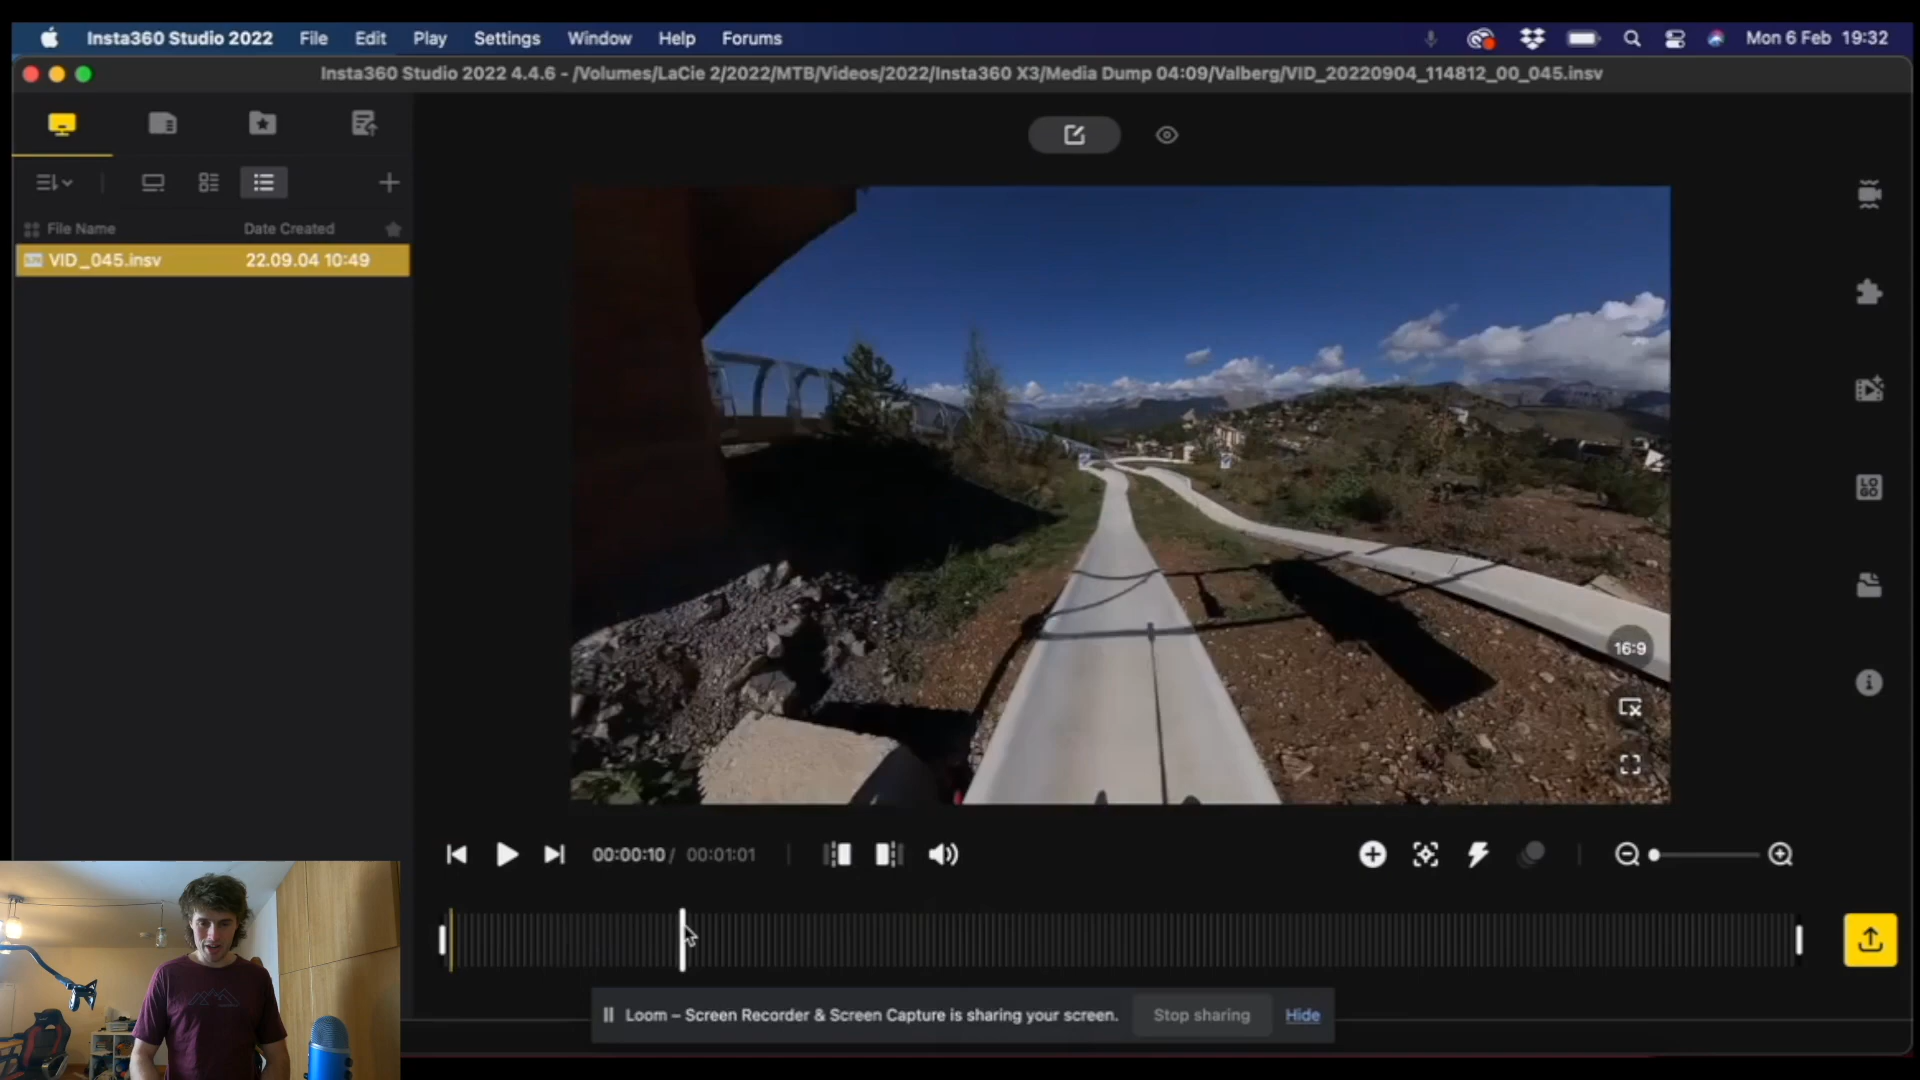 Insta360 Studio 2022 File Edit Play Settings Window Help Forums Mon 6 Feb 19:32
Insta360 Studio 2022 4.4.6 - /Volumes/LaCie 2/2022/MTB/Videos/2022/Insta360 X3/Media Dump 04:09/Valberg/VID_20220904_114812_00_045.insv
File Name Date Created
VID_045.insv 22.09.04 10:49
LO
GO
16:9
00:00:10 / 00:01:01
Loom – Screen Recorder & Screen Capture is sharing your screen. Stop sharing Hide